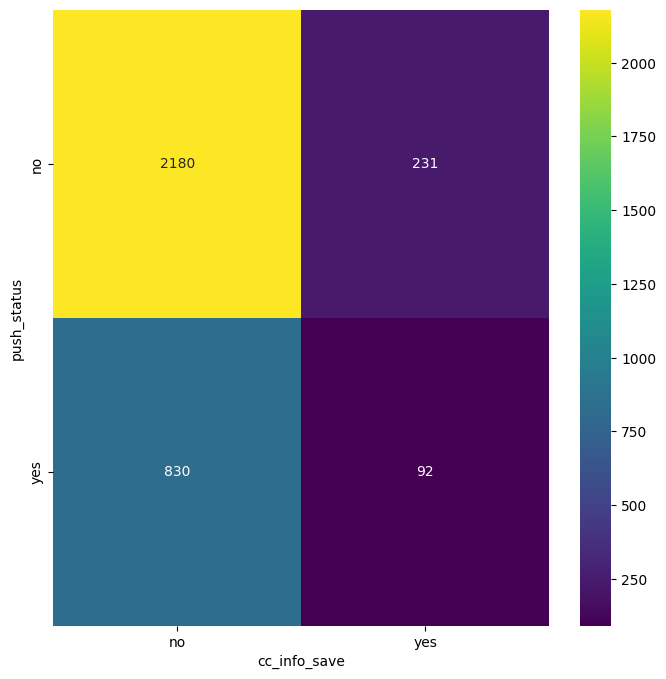 push_status
no
yes
2180
231
830
92
no
yes
cc_info_save
2000
1750
1500
1250
1000
750
500
250